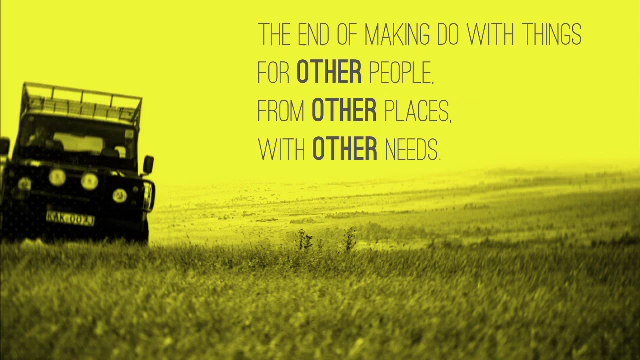 THE END OF MAKING DO WITH THINGS
FOR OTHER PEOPLE,
FROM OTHER PLACES,
WITH OTHER NEEDS.